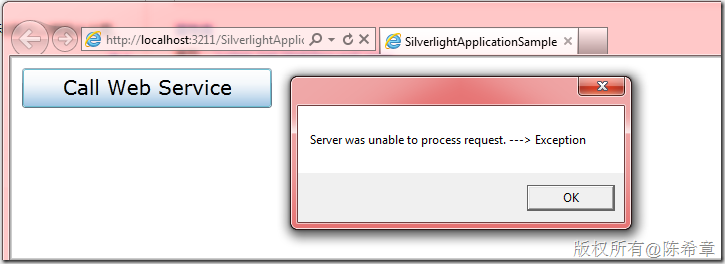 http://localhost:3211/SilverlightApplic
SilverlightApplicationSample
Call Web Service
Server was unable to process request. ---> Exception
OK
版权所有@陈希章